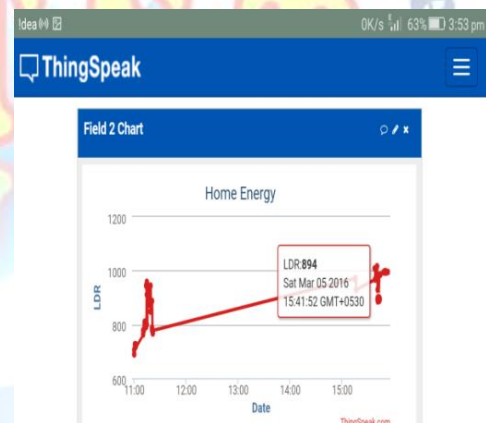 !dea 0K/s 63% 3:53 pm
ThingSpeak
Field 2 Chart
Home Energy
1200
1000
800
600
LDR
LDR:894
Sat Mar 05 2016
15:41:52 GMT+0530
11:00 12:00 13:00 14:00 15:00
Date
ThingSpeak.com